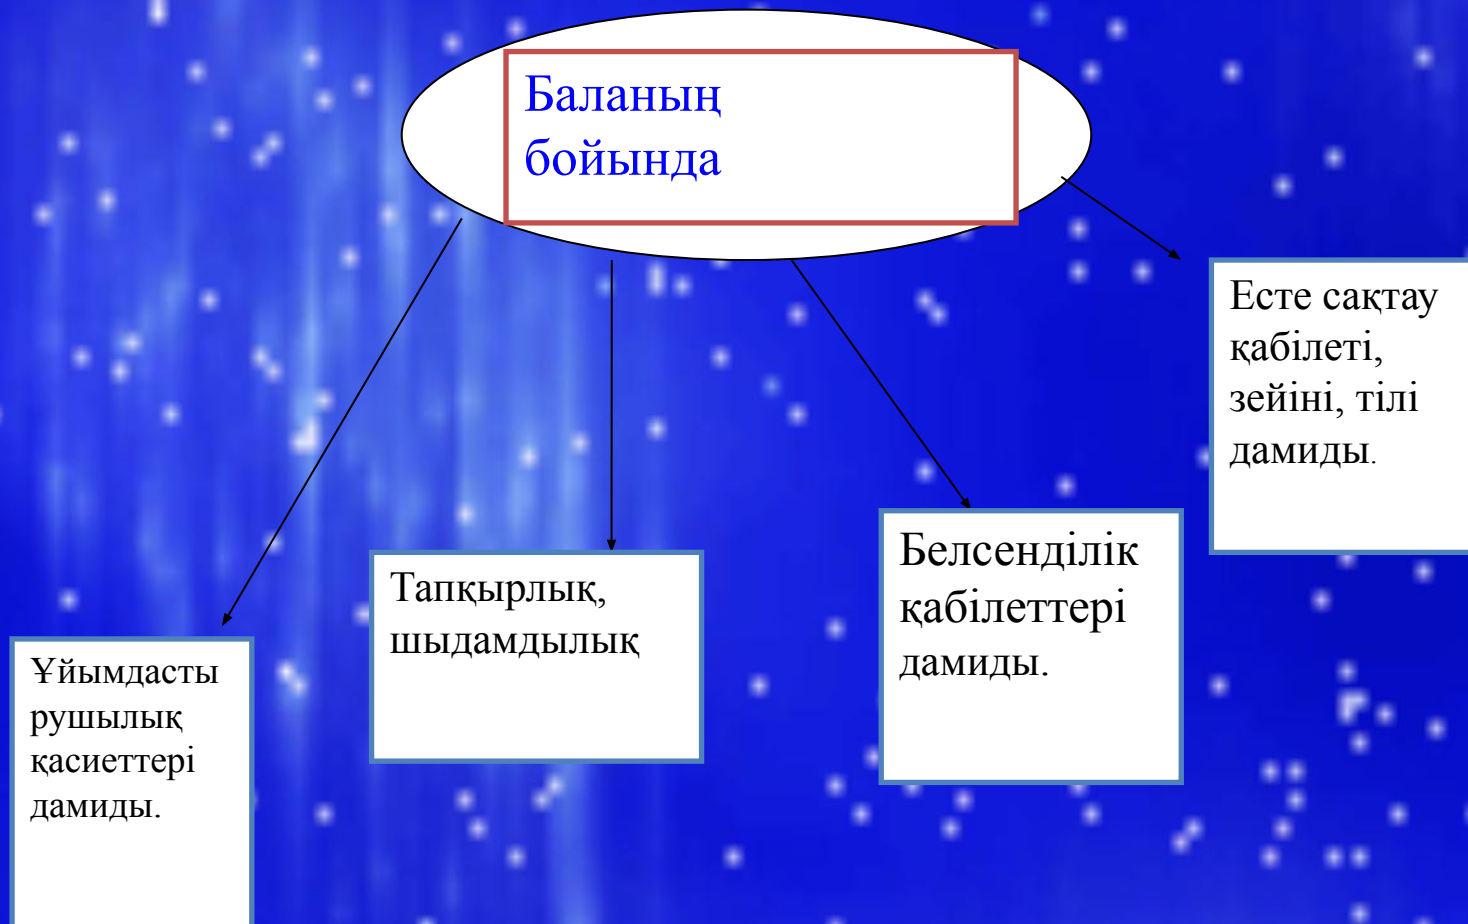 Баланың
бойында
Есте сақтау
қабілеті,
зейіні, тілі
дамиды.
Белсенділік
қабілеттері
дамиды.
Тапқырлық,
шыдамдылық
Ұйымдасты
рушылық
қасиеттері
дамиды.